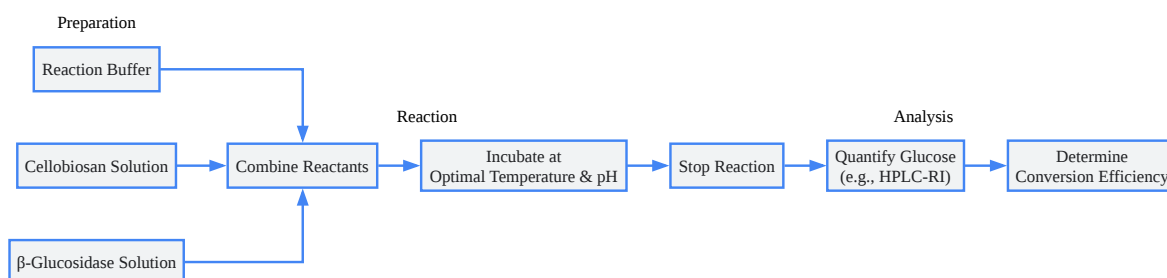 Preparation
Reaction Buffer
Cellobiosan Solution
β-Glucosidase Solution
Combine Reactants
Reaction
Incubate at
Optimal Temperature & pH
Stop Reaction
Analysis
Quantify Glucose
(e.g., HPLC-RI)
Determine
Conversion Efficiency